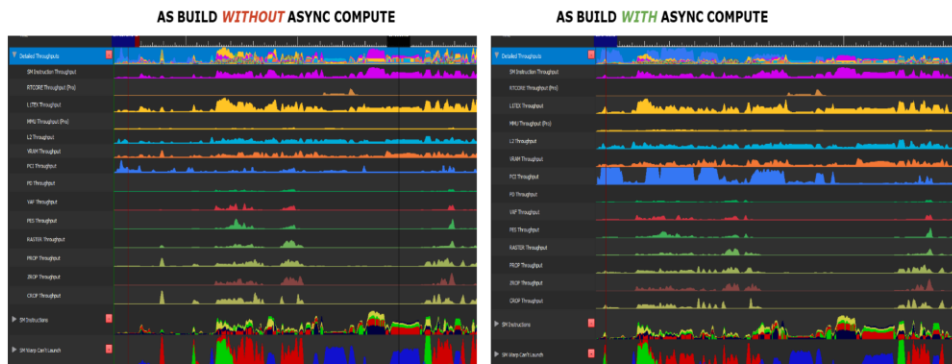 AS BUILD WITHOUT ASYNC COMPUTE
Detailed Throughputs
SM Instruction Throughput
RTCORE Throughput [Pro]
L1TEX Throughput
MMU Throughput [Pro]
L2 Throughput
VRAM Throughput
PCI Throughput
PD Throughput
VAF Throughput
PES Throughput
RASTER Throughput
PROP Throughput
ZROP Throughput
CROP Throughput
SM Instructions
SM Warp Can't Launch
AS BUILD WITH ASYNC COMPUTE
Detailed Throughputs
SM Instruction Throughput
RTCORE Throughput [Pro]
L1TEX Throughput
MMU Throughput [Pro]
L2 Throughput
VRAM Throughput
PCI Throughput
PD Throughput
VAF Throughput
PES Throughput
RASTER Throughput
PROP Throughput
ZROP Throughput
CROP Throughput
SM Instructions
SM Warp Can't Launch